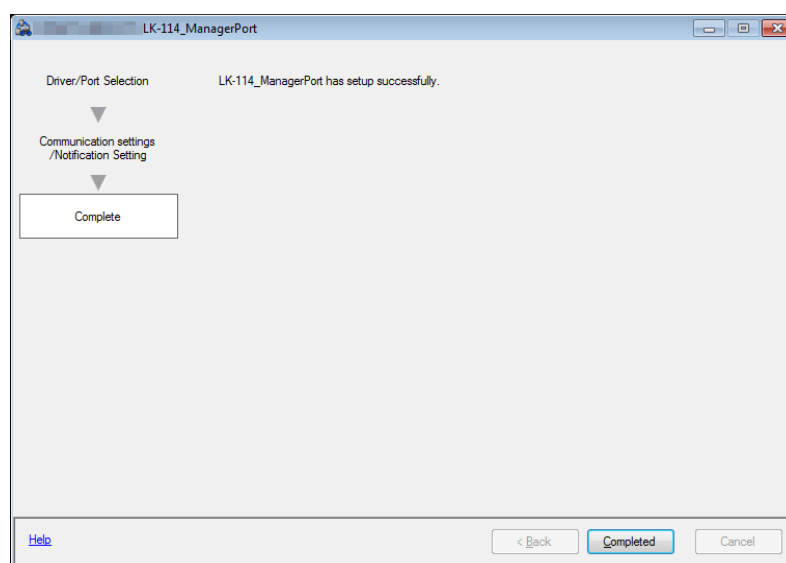 LK-114_ManagerPort
Driver/Port Selection
LK-114_ManagerPort has setup successfully.
Communication settings
/Notification Setting
Complete
Help
< Back
Completed
Cancel